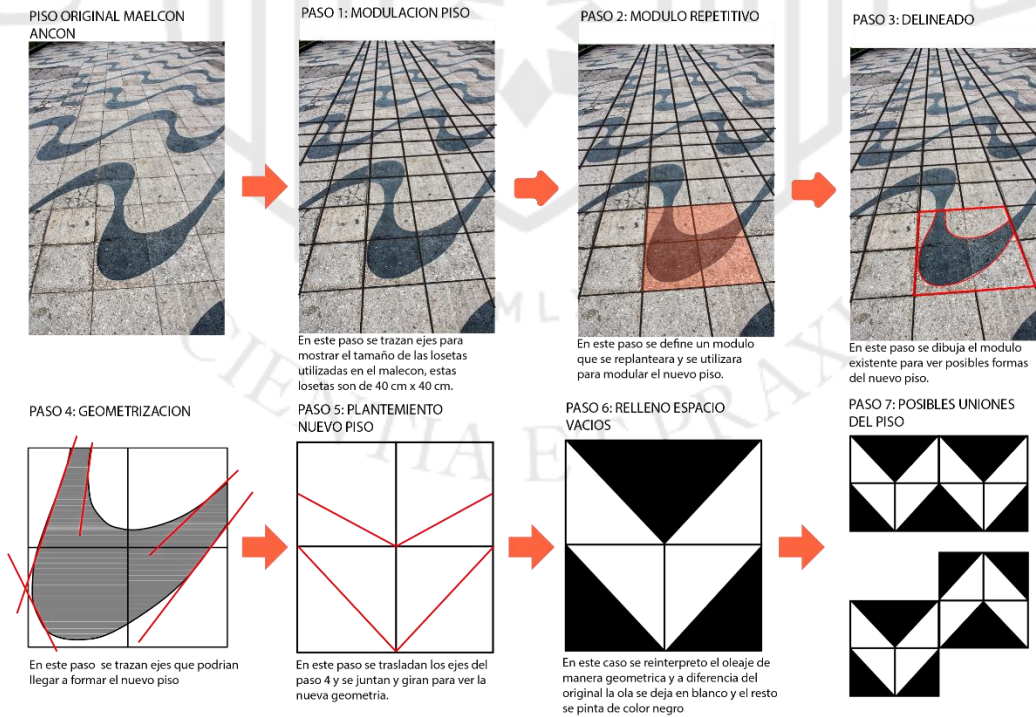 PISO ORIGINAL MAELCON
ANCON
PASO 1: MODULACION PISO
En este paso se trazan ejes para
mostrar el tamaño de las losetas
utilizadas en el malecon, estas
losetas son de 40 cm x 40 cm.
PASO 2: MODULO REPETITIVO
En este paso se define un modulo
que se replanteara y se utilizara
para modular el nuevo piso.
PASO 3: DELINEADO
En este paso se dibuja el modulo
existente para ver posibles formas
del nuevo piso.
PASO 4: GEOMETRIZACION
En este paso se trazan ejes que podrian
llegar a formar el nuevo piso
PASO 5: PLANTEMIENTO
NUEVO PISO
En este paso se trasladan los ejes del
paso 4 y se juntan y giran para ver la
nueva geometria.
PASO 6: RELLENO ESPACIO
VACIOS
En este caso se reinterpreto el oleaje de
manera geometrica y a diferencia del
original la ola se deja en blanco y el resto
se pinta de color negro
PASO 7: POSIBLES UNIONES
DEL PISO
CIENTIA ET PRAXI